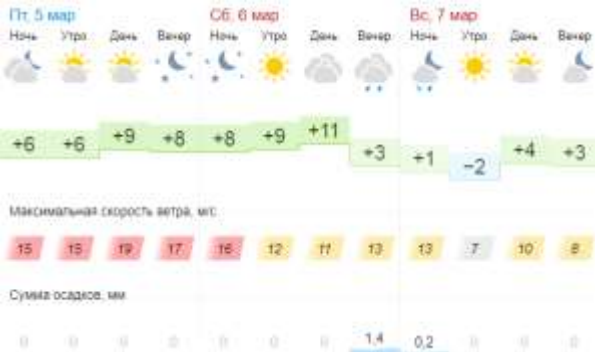 Пт, 5 мар Сб, 6 мар Вс, 7 мар
Ночь Утро День Вечер Ночь Утро День Вечер Ночь Утро День Вечер
+6 +6 +9 +8 +8 +9 +11 +3 +1 −2 +4 +3
Максимальная скорость ветра, м/с
15 15 19 17 16 12 11 13 13 7 10 8
Сумма осадков, мм
0 0 0 0 0 0 0 1,4 0,2 0 0 0